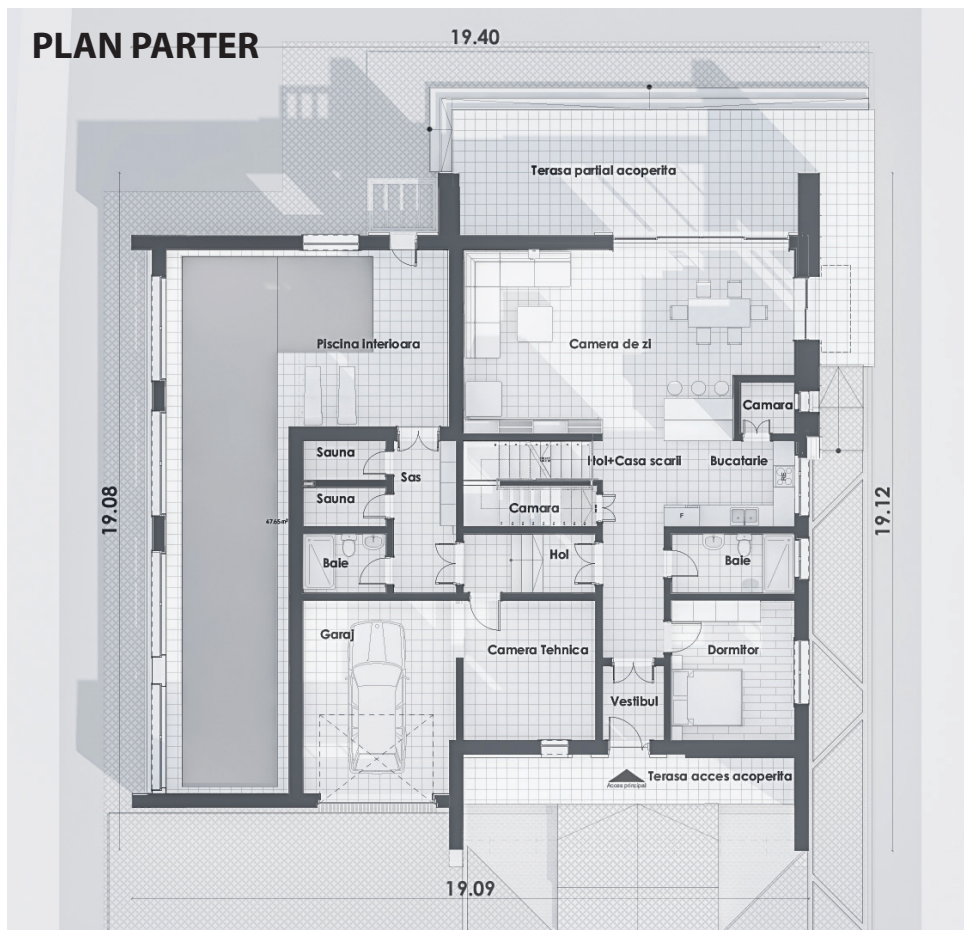 PLAN PARTER
19.40
Terasa partial acoperita
Piscina interioara
Camera de zi
Camara
Sauna
Sas
Hol+Casa scarii
Bucatarie
Sauna
Camara
19.08
67.65m²
19.12
F
Hol
Baie
Baie
Garaj
Camera Tehnica
Dormitor
Vestibul
Terasa acces acoperita
Acces principal
19.09